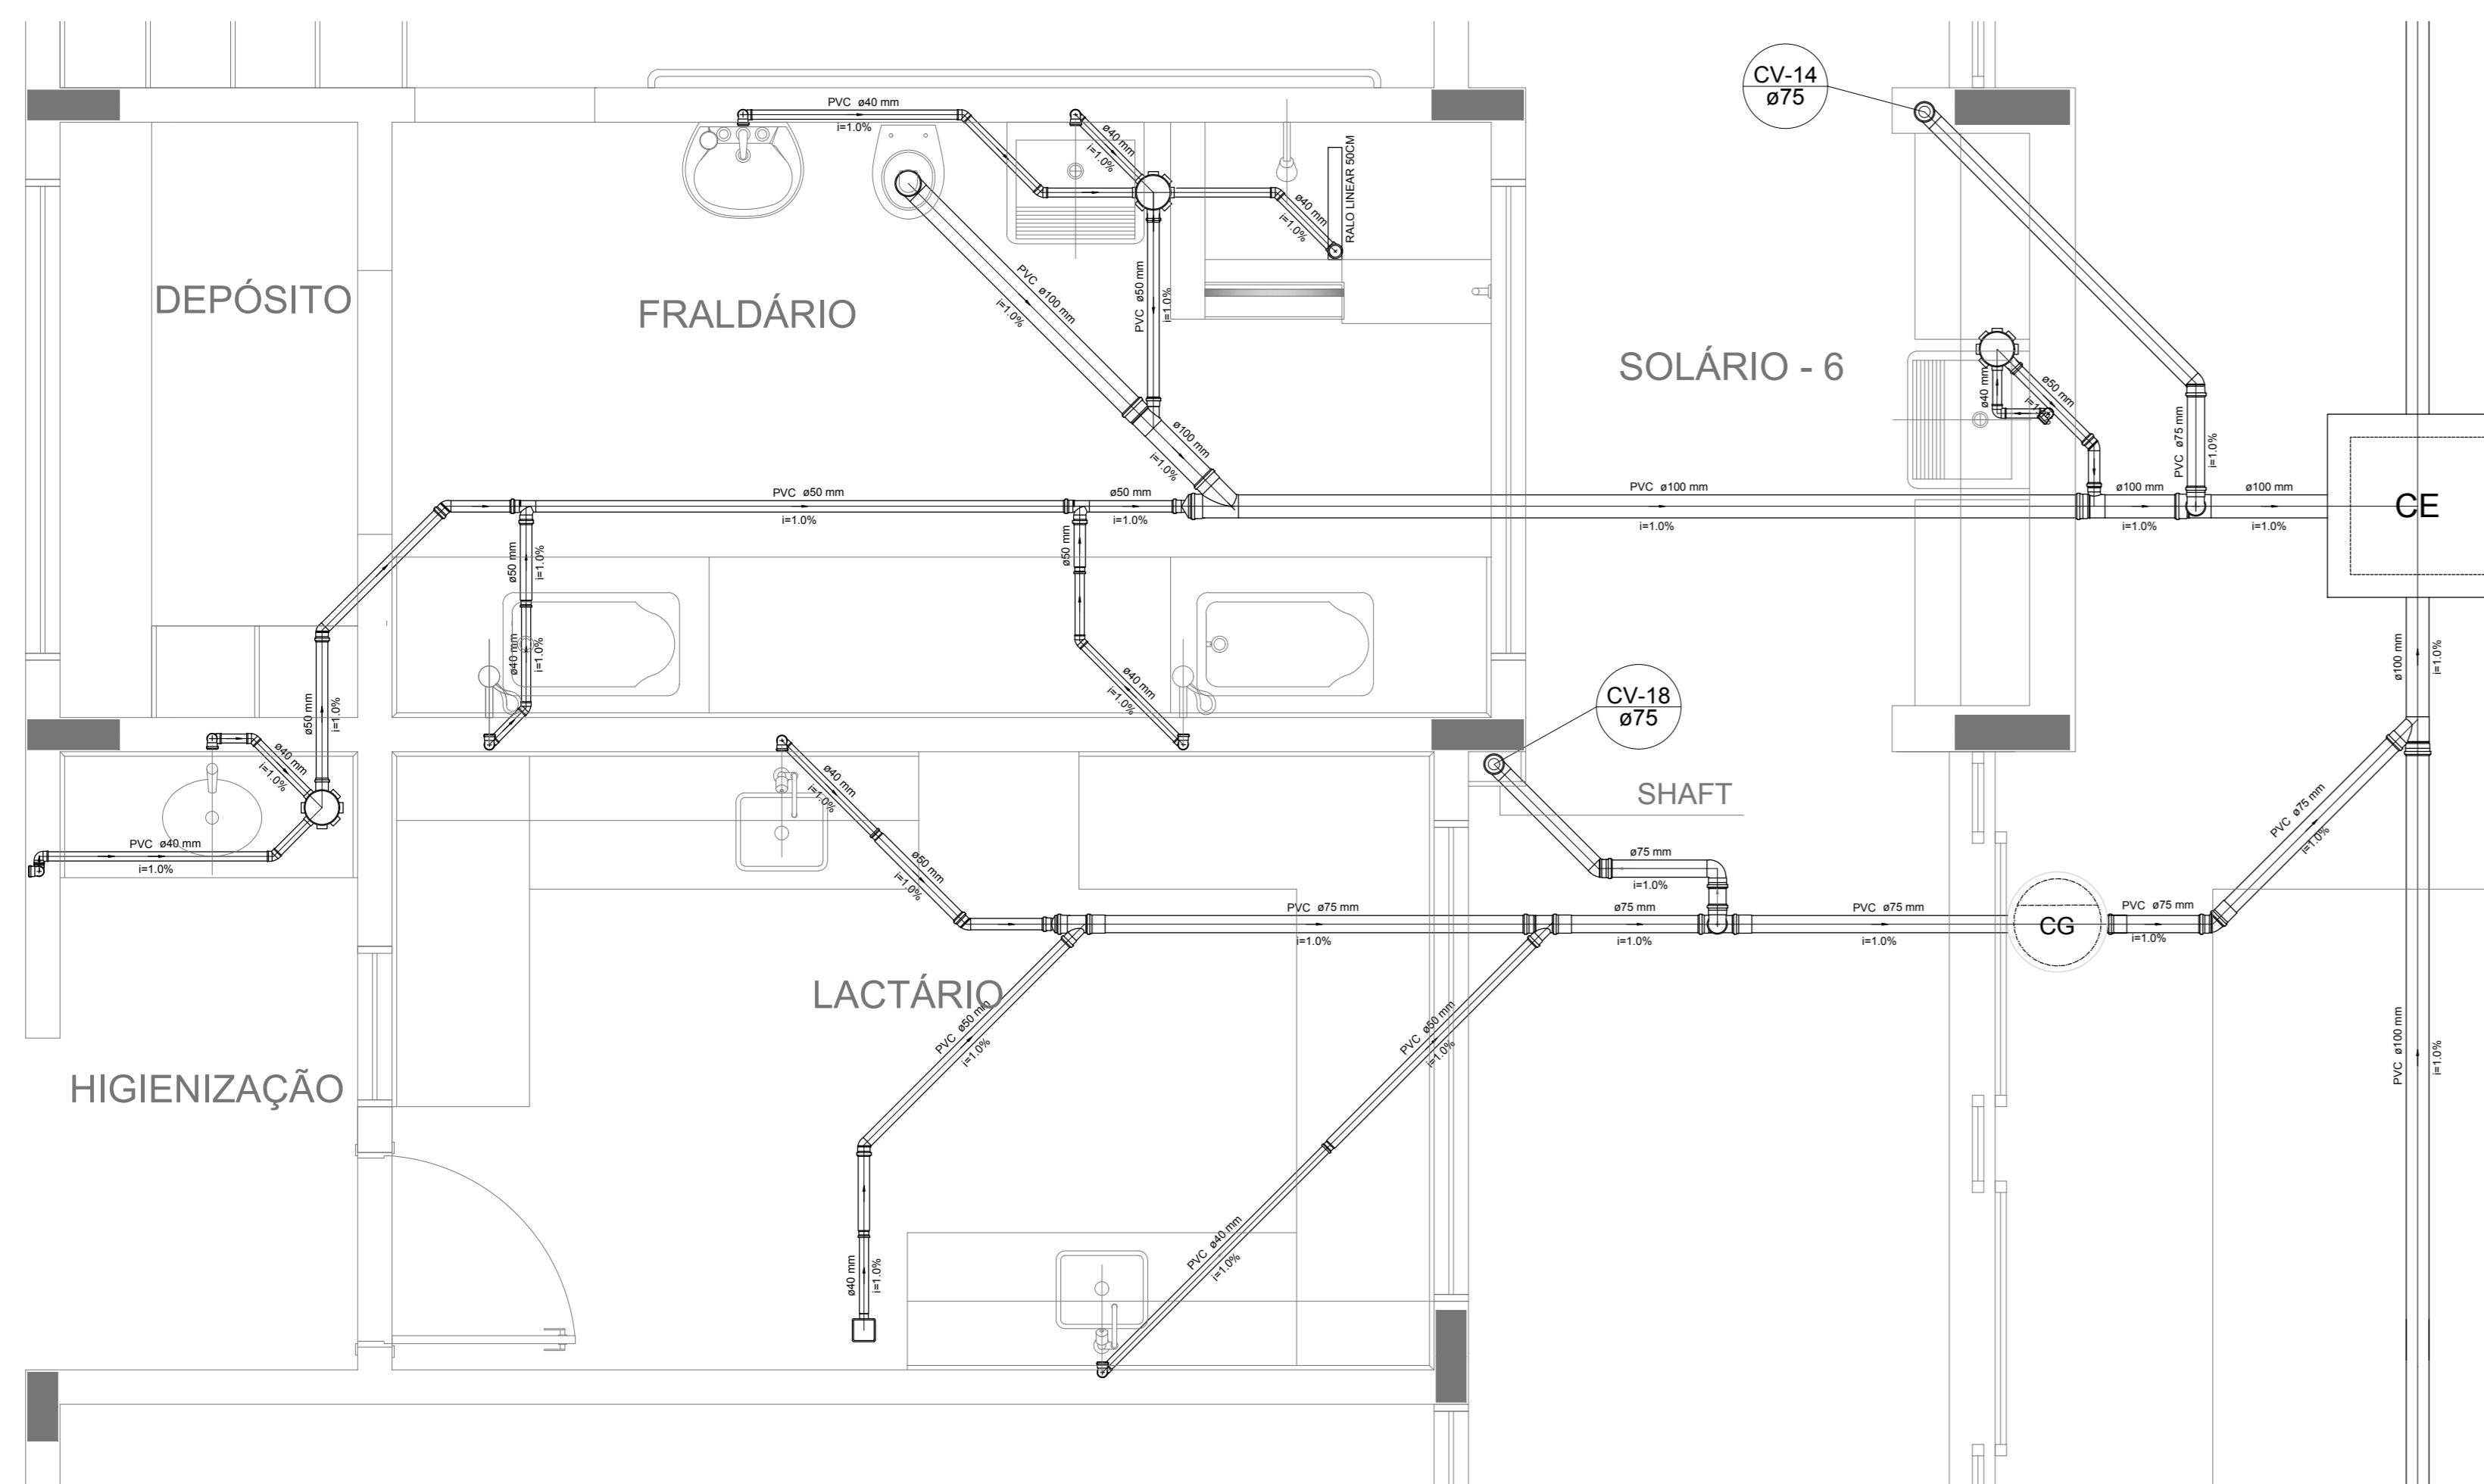 CV-14
ø75
PVC ø40 mm
i=1.0%
ø40 mm
i=1.0%
RALO LINEAR 50CM
ø40 mm
i=1.0%
DEPÓSITO
FRALDÁRIO
PVC ø100 mm
i=1.0%
PVC ø50 mm
i=1.0%
SOLÁRIO - 6
ø40 mm
ø50 mm
PVC ø75 mm
i=1.0%
ø100 mm
i=1.0%
PVC ø50 mm
i=1.0%
ø50 mm
i=1.0%
PVC ø100 mm
i=1.0%
ø100 mm
i=1.0%
ø100 mm
i=1.0%
CE
ø50 mm
i=1.0%
ø50 mm
ø40 mm
i=1.0%
ø40 mm
i=1.0%
ø50 mm
i=1.0%
ø100 mm
i=1.0%
CV-18
ø75
SHAFT
ø40 mm
i=1.0%
PVC ø40 mm
i=1.0%
ø40 mm
i=1.0%
ø50 mm
i=1.0%
ø75 mm
i=1.0%
PVC ø75 mm
i=1.0%
PVC ø75 mm
i=1.0%
ø75 mm
i=1.0%
PVC ø75 mm
i=1.0%
CG
PVC ø75 mm
i=1.0%
LACTÁRIO
PVC ø50 mm
i=1.0%
PVC ø50 mm
i=1.0%
PVC ø100 mm
i=1.0%
HIGIENIZAÇÃO
ø40 mm
i=1.0%
PVC ø40 mm
i=1.0%